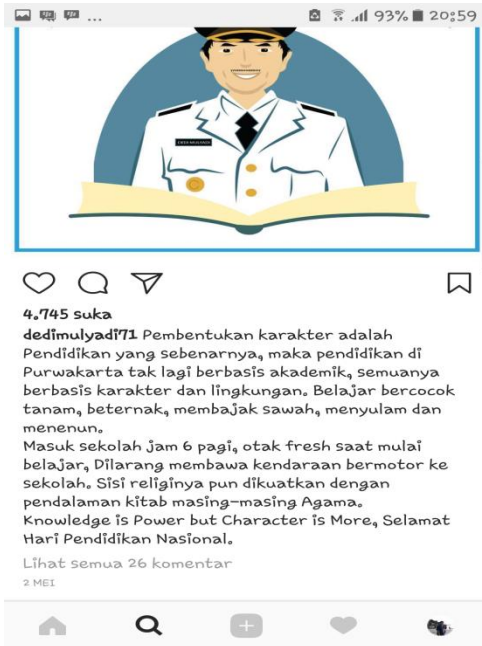 ... 93% 20:59
DEDI MULYADI
4.745 suka
dedimulyadi71 Pembentukan karakter adalah
Pendidikan yang sebenarnya, maka pendidikan di
Purwakarta tak lagi berbasis akademik, semuanya
berbasis karakter dan lingkungan. Belajar bercocok
tanam, beternak, membajak sawah, menyulam dan
menenun.
Masuk sekolah jam 6 pagi, otak fresh saat mulai
belajar, Dilarang membawa kendaraan bermotor ke
sekolah. Sisi religinya pun dikuatkan dengan
pendalaman kitab masing-masing Agama.
Knowledge is Power but Character is More, Selamat
Hari Pendidikan Nasional.
Lihat semua 26 komentar
2 MEI